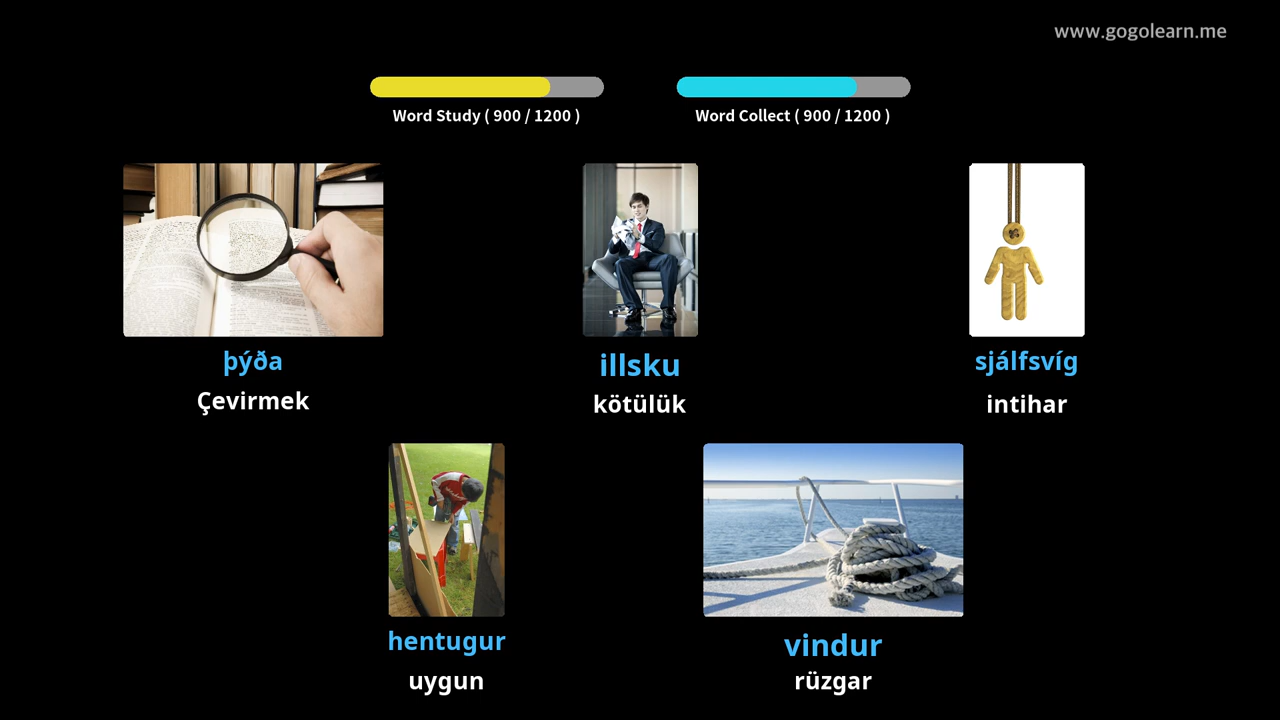 www.gogolearn.me
Word Study ( 900 / 1200 )
Word Collect ( 900 / 1200 )
þýða
illsku
sjálfsvíg
Çevirmek
kötülük
intihar
hentugur
vindur
uygun
rüzgar